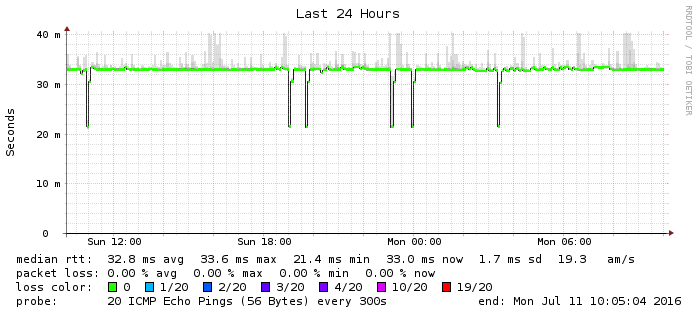 Last 24 Hours
RRDTOOL / TOBI OETIKER
Seconds
40 m
30 m
20 m
10 m
0
Sun 12:00 Sun 18:00 Mon 00:00 Mon 06:00
median rtt: 32.8 ms avg 33.6 ms max 21.4 ms min 33.0 ms now 1.7 ms sd 19.3 am/s
packet loss: 0.00 % avg 0.00 % max 0.00 % min 0.00 % now
loss color: 0 1/20 2/20 3/20 4/20 10/20 19/20
probe: 20 ICMP Echo Pings (56 Bytes) every 300s end: Mon Jul 11 10:05:04 2016